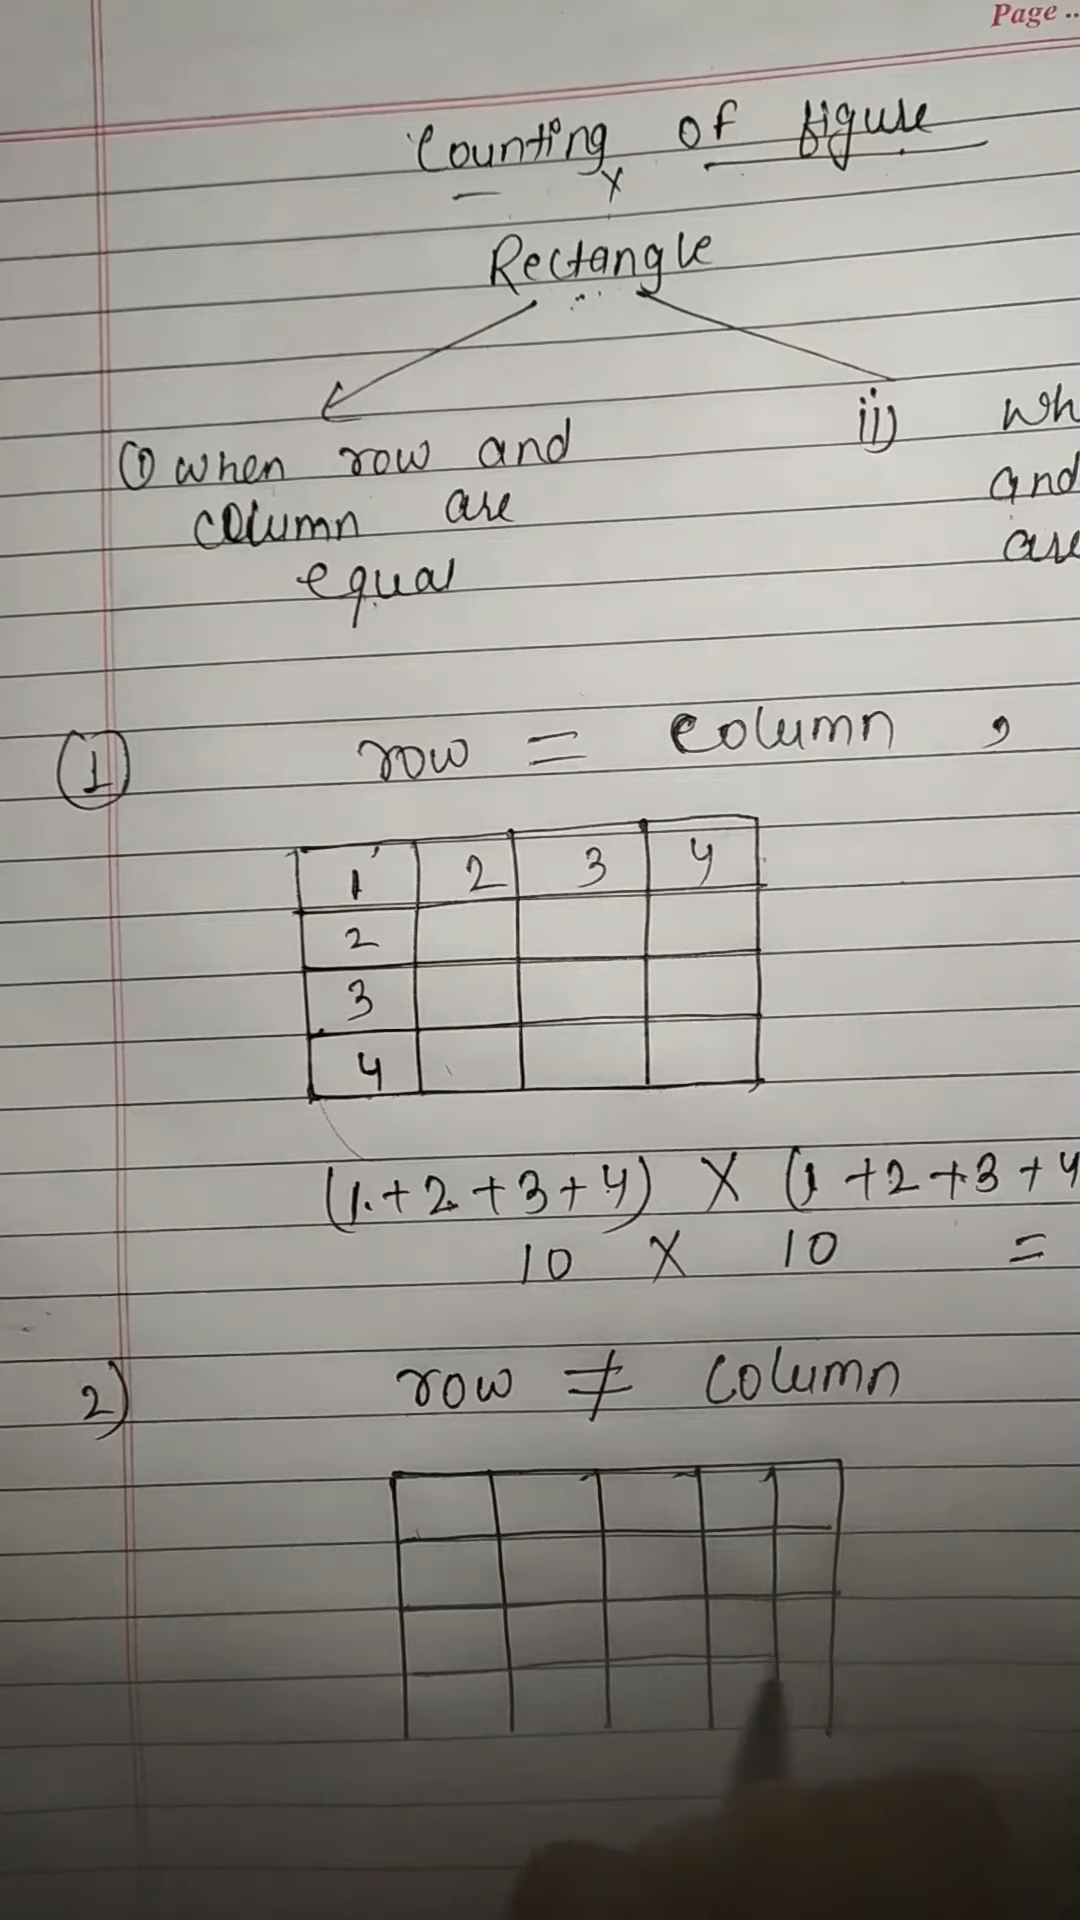 Page ..
Counting of figure
Rectangle
(i) when row and
column are
equal
ii) wh
and
are
(1) row = column ,
1 2 3 4
2
3
4
(1+2+3+4) X (1+2+3+4
10 X 10 =
2) row ≠ column